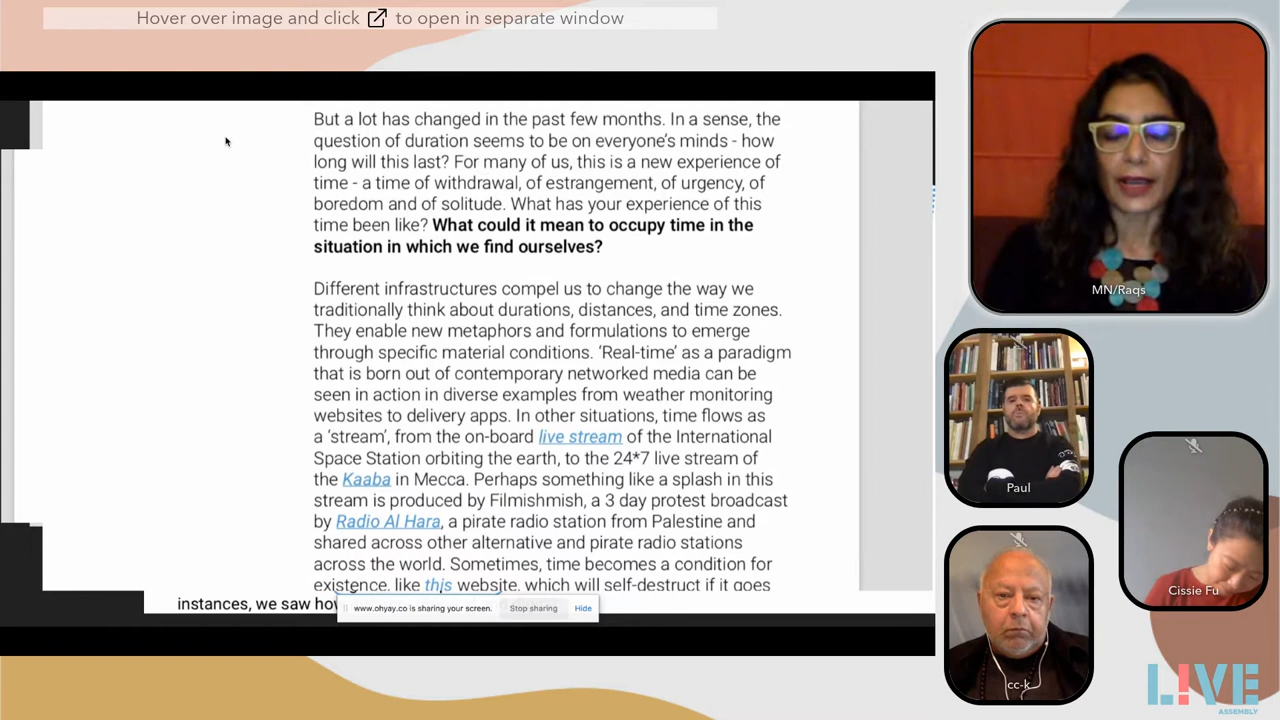 Hover over image and click to open in separate window
But a lot has changed in the past few months. In a sense, the
question of duration seems to be on everyone's minds - how
long will this last? For many of us, this is a new experience of
time - a time of withdrawal, of estrangement, of urgency, of
boredom and of solitude. What has your experience of this
time been like? What could it mean to occupy time in the
situation in which we find ourselves?
Different infrastructures compel us to change the way we
traditionally think about durations, distances, and time zones.
They enable new metaphors and formulations to emerge
through specific material conditions. 'Real-time' as a paradigm
that is born out of contemporary networked media can be
seen in action in diverse examples from weather monitoring
websites to delivery apps. In other situations, time flows as
a 'stream', from the on-board live stream of the International
Space Station orbiting the earth, to the 24*7 live stream of
the Kaaba in Mecca. Perhaps something like a splash in this
stream is produced by Filmishmish, a 3 day protest broadcast
by Radio Al Hara, a pirate radio station from Palestine and
shared across other alternative and pirate radio stations
across the world. Sometimes, time becomes a condition for
existence, like this website, which will self-destruct if it goes
instances, we saw how
www.ohyay.co is sharing your screen.
Stop sharing
Hide
MN/Raqs
Paul
Cissie Fu
cc-k
L!VE
ASSEMBLY